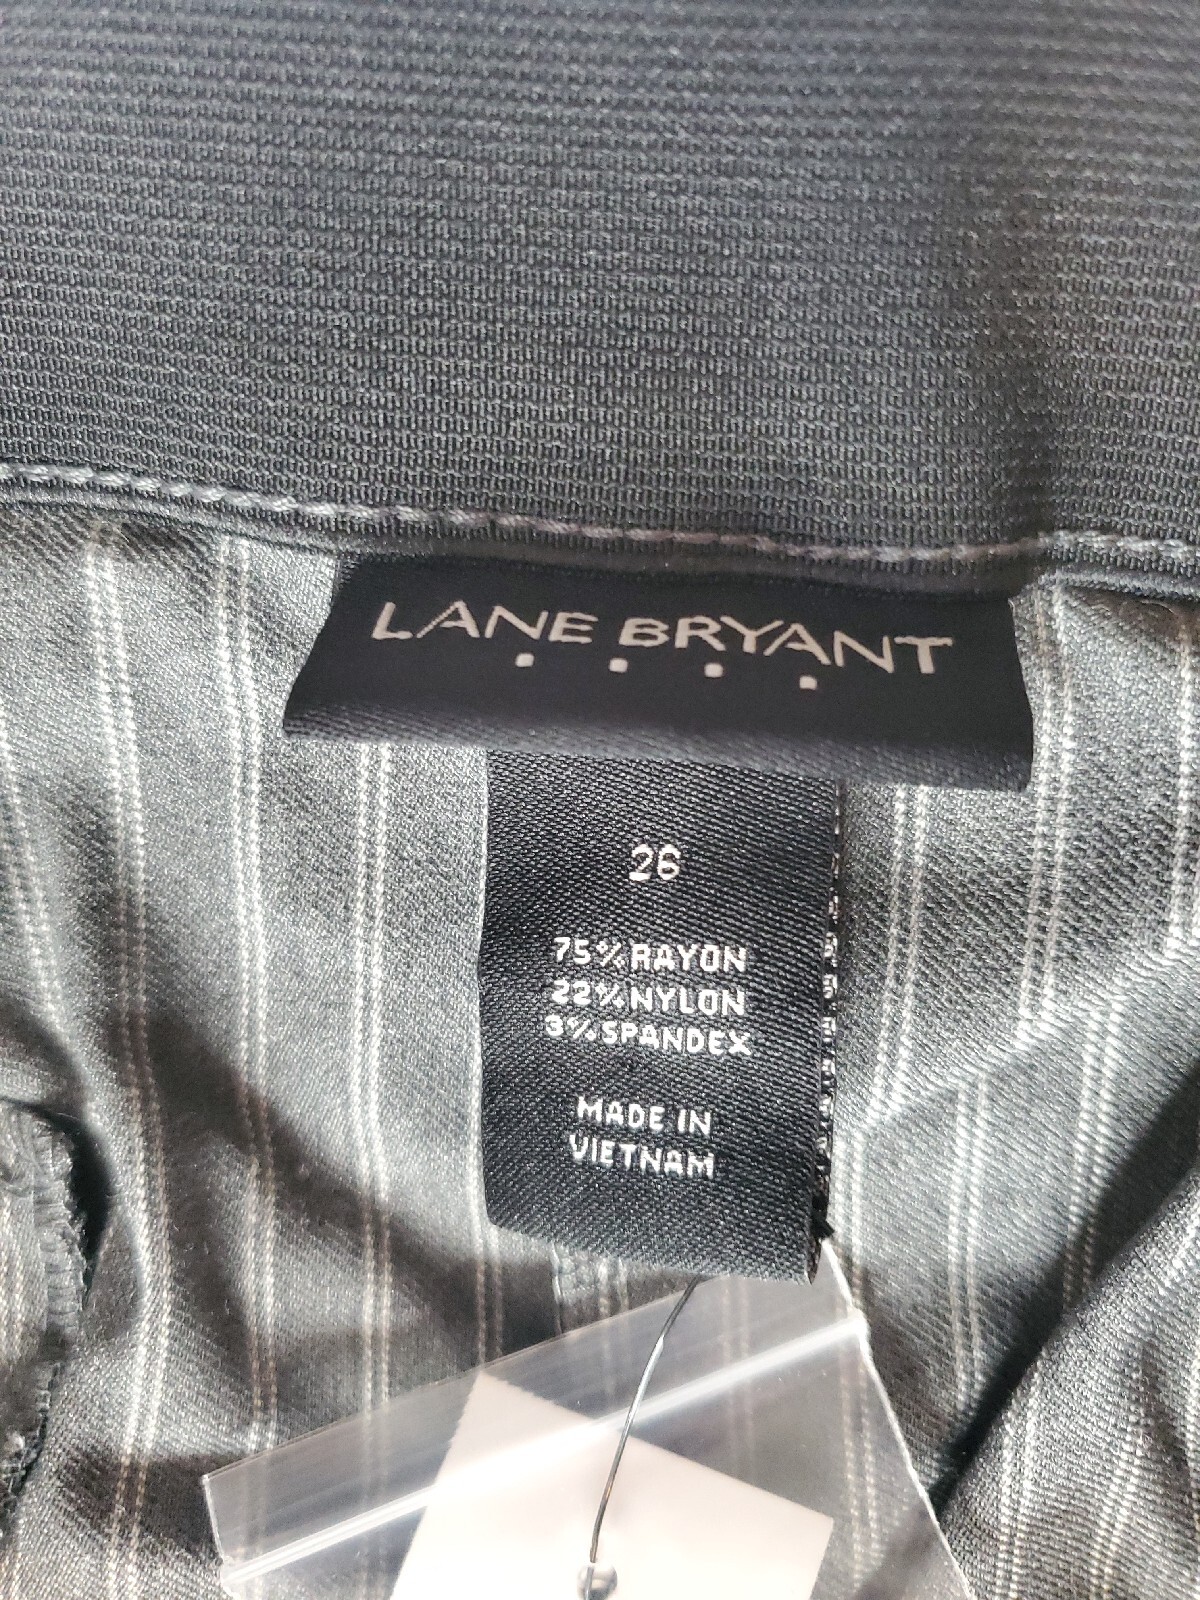 LANE BRYANT
26
75% RAYON
22% NYLON
3% SPANDEX
MADE IN
VIETNAM